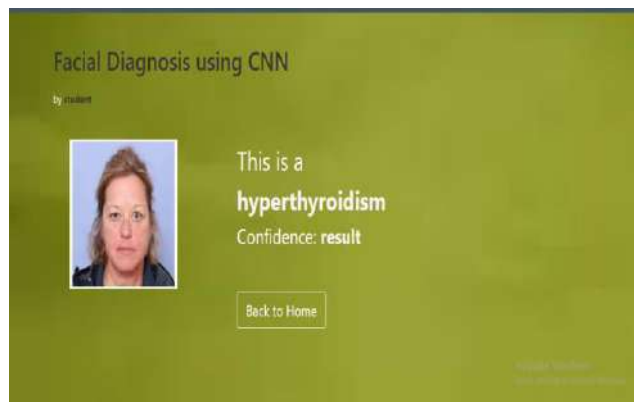 Facial Diagnosis using CNN
by student
This is a
hyperthyroidism
Confidence: result
Back to Home